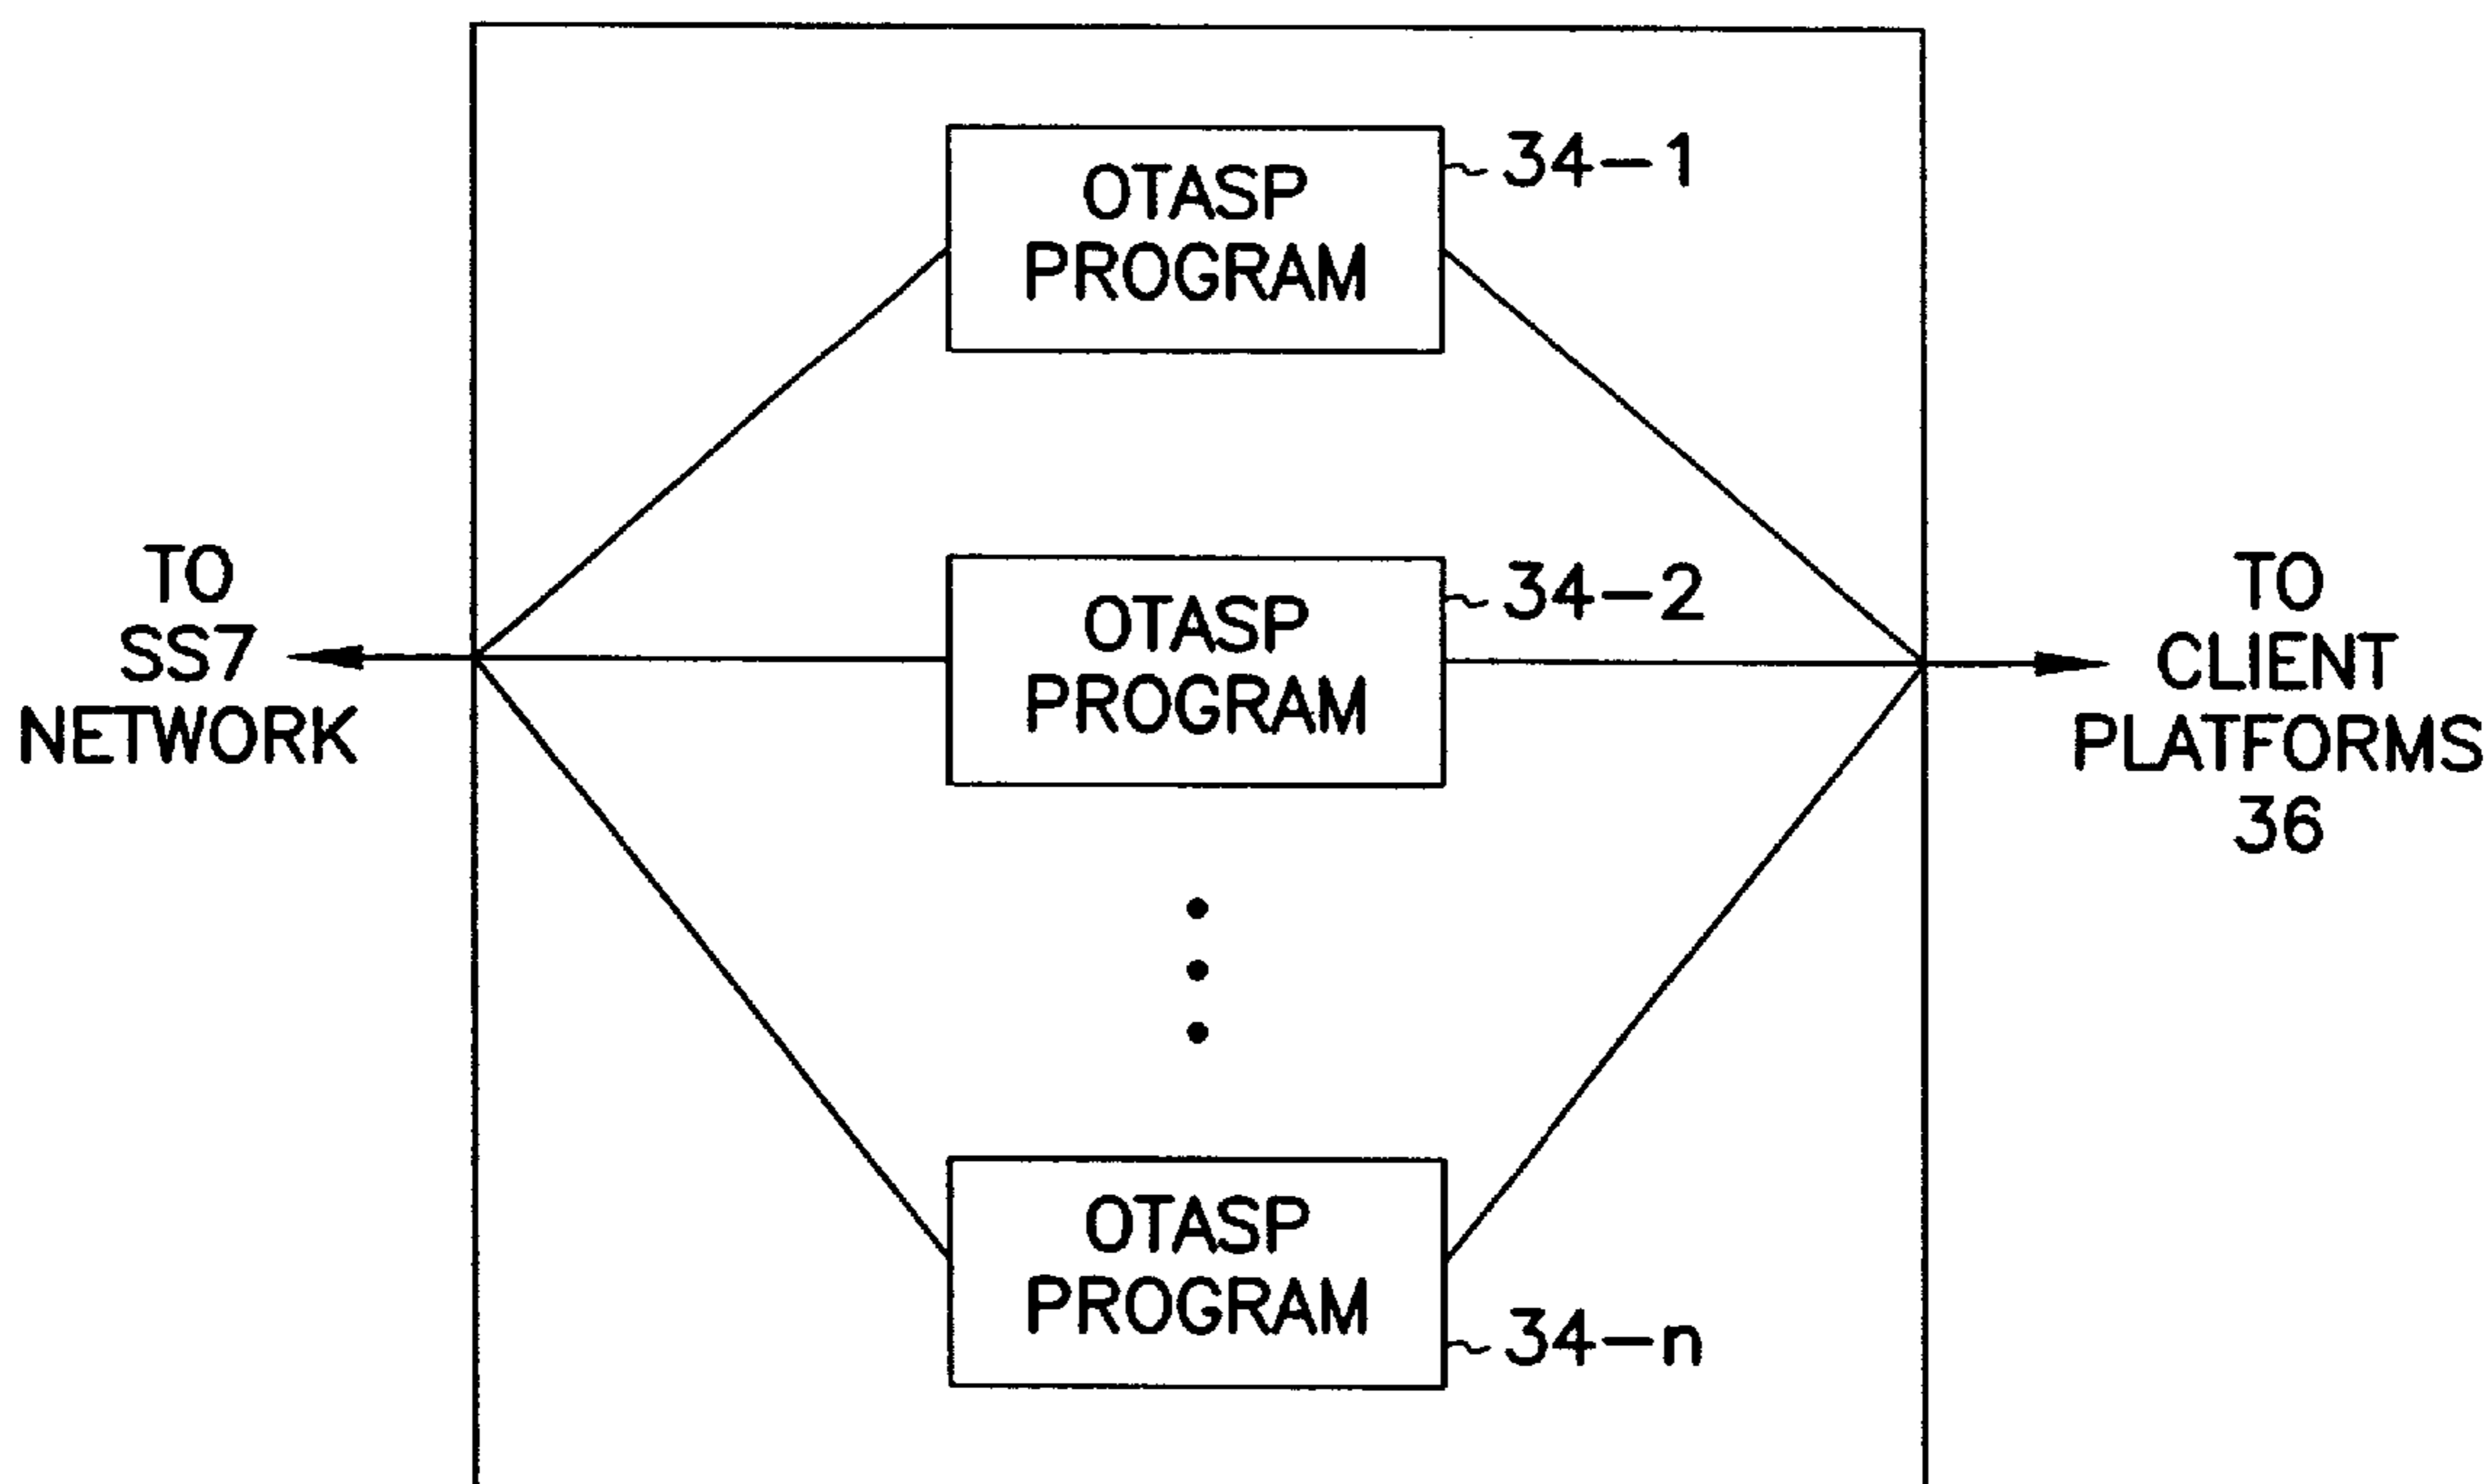 OTASP
PROGRAM
34-1
TO
SS7
NETWORK
OTASP
PROGRAM
34-2
TO
CLIENT
PLATFORMS
36
OTASP
PROGRAM
34-n